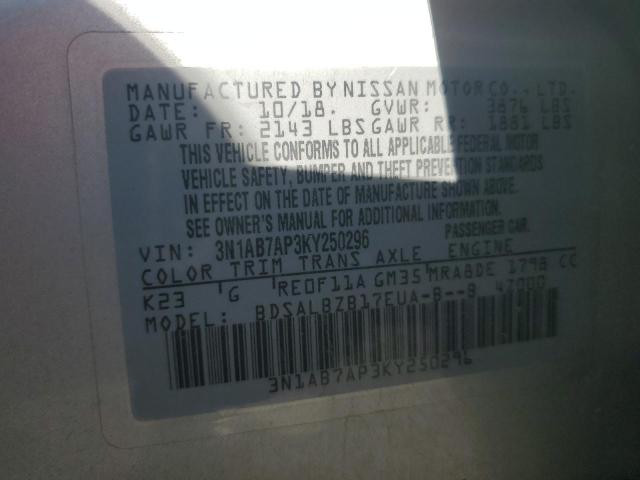 MANUFACTURED BY NISSAN MOTOR CO., LTD.
DATE: 10/18. GVWR: 3876 LBS
GAWR FR: 2143 LBS GAWR RR: 1881 LBS
THIS VEHICLE CONFORMS TO ALL APPLICABLE FEDERAL MOTOR
VEHICLE SAFETY, BUMPER AND THEFT PREVENTION STANDARDS
IN EFFECT ON THE DATE OF MANUFACTURE SHOWN ABOVE.
SEE OWNER'S MANUAL FOR ADDITIONAL INFORMATION
VIN: 3N1AB7AP3KY250296 PASSENGER CAR.
COLOR TRIM TRANS AXLE ENGINE
K23 G RE0F11A GM35 MRA8DE 1798 CC
MODEL: BDSALBZB17EUA-B--B 47000
3N1AB7AP3KY250296